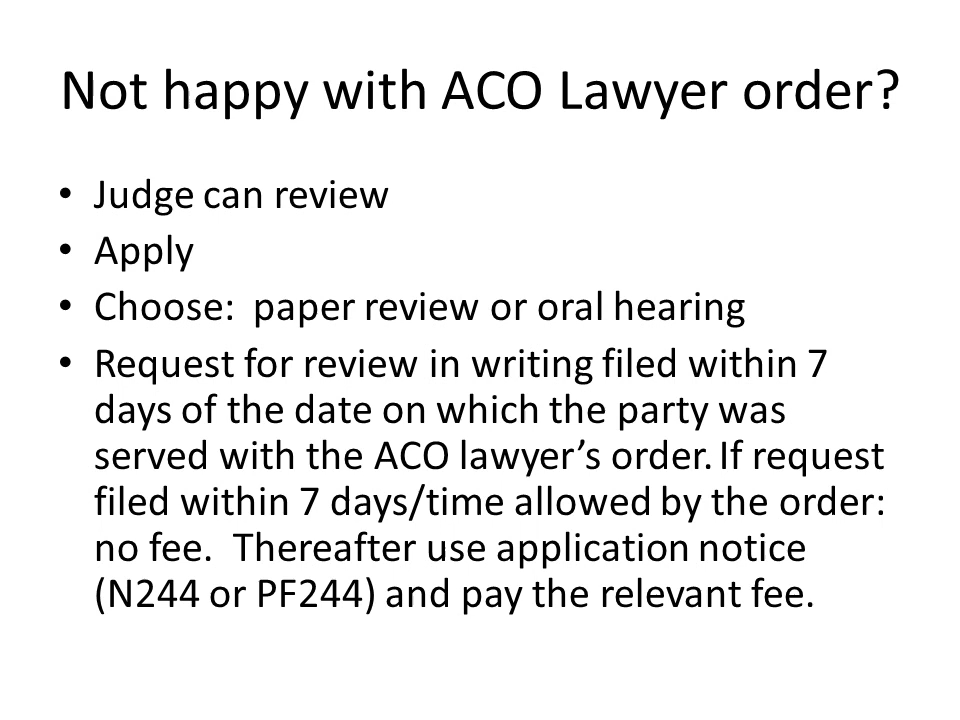 Not happy with ACO Lawyer order?
• Judge can review
• Apply
• Choose:  paper review or oral hearing
• Request for review in writing filed within 7
days of the date on which the party was
served with the ACO lawyer’s order. If request
filed within 7 days/time allowed by the order:
no fee.  Thereafter use application notice
(N244 or PF244) and pay the relevant fee.